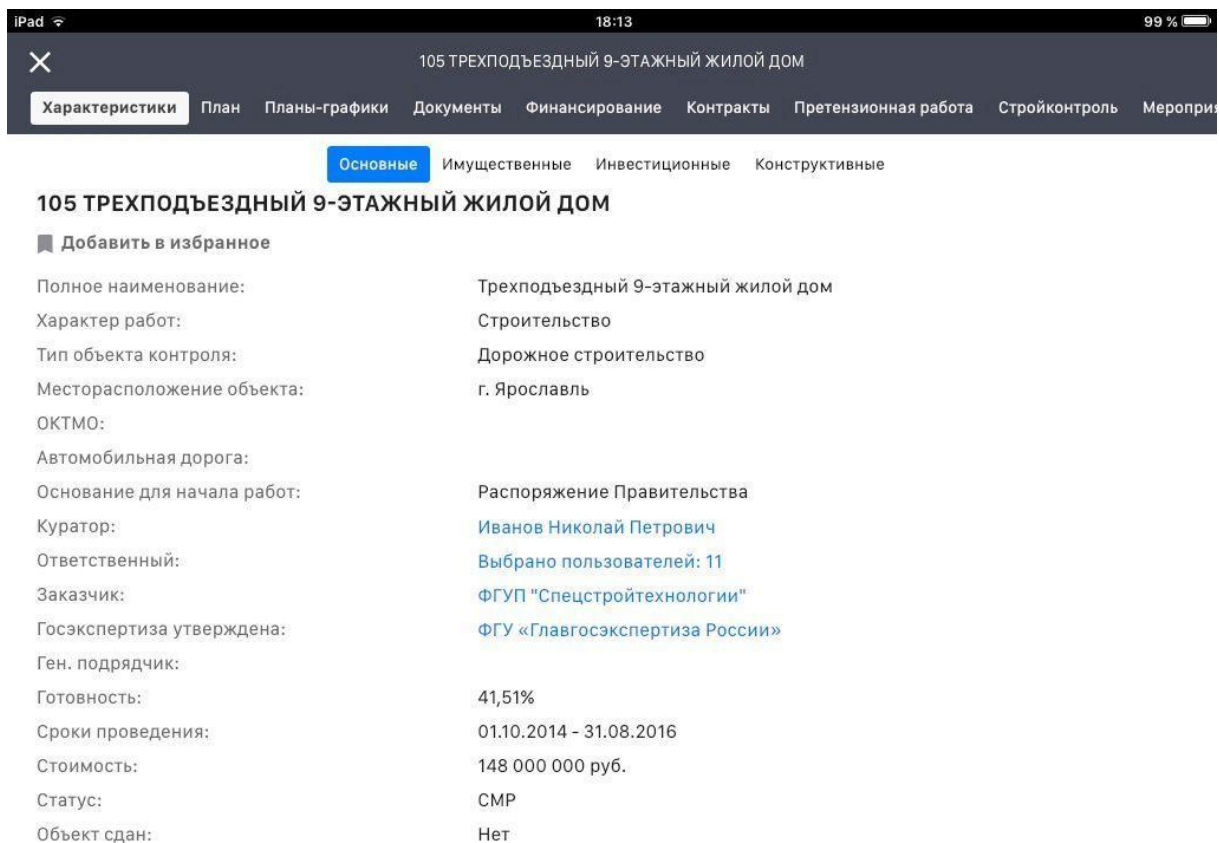 iPad 18:13 99 %
105 ТРЕХПОДЪЕЗДНЫЙ 9-ЭТАЖНЫЙ ЖИЛОЙ ДОМ
Характеристики План Планы-графики Документы Финансирование Контракты Претензионная работа Стройконтроль Мероприя
Основные Имущественные Инвестиционные Конструктивные
105 ТРЕХПОДЪЕЗДНЫЙ 9-ЭТАЖНЫЙ ЖИЛОЙ ДОМ
Добавить в избранное
Полное наименование: Трехподъездный 9-этажный жилой дом
Характер работ: Строительство
Тип объекта контроля: Дорожное строительство
Месторасположение объекта: г. Ярославль
ОКТМО:
Автомобильная дорога:
Основание для начала работ: Распоряжение Правительства
Куратор: Иванов Николай Петрович
Ответственный: Выбрано пользователей: 11
Заказчик: ФГУП "Спецстройтехнологии"
Госэкспертиза утверждена: ФГУ «Главгосэкспертиза России»
Ген. подрядчик:
Готовность: 41,51%
Сроки проведения: 01.10.2014 - 31.08.2016
Стоимость: 148 000 000 руб.
Статус: СМР
Объект сдан: Нет